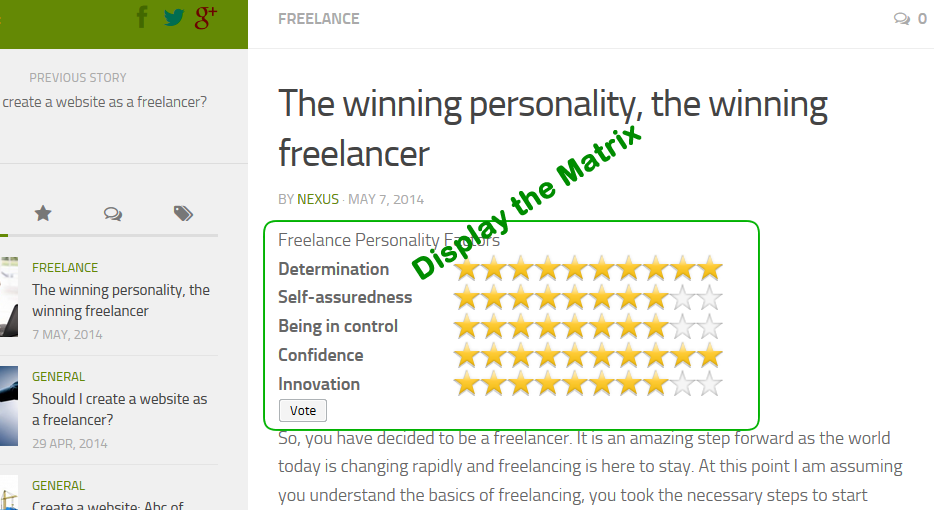 g+
FREELANCE
0
PREVIOUS STORY
create a website as a freelancer?
The winning personality, the winning
freelancer
BY NEXUS · MAY 7, 2014
Display the Matrix
Freelance Personality Factors
Determination
Self-assuredness
Being in control
Confidence
Innovation
Vote
So, you have decided to be a freelancer. It is an amazing step forward as the world
today is changing rapidly and freelancing is here to stay. At this point I am assuming
you understand the basics of freelancing, you took the necessary steps to start
FREELANCE
The winning personality, the
winning freelancer
7 MAY, 2014
GENERAL
Should I create a website as
a freelancer?
29 APR, 2014
GENERAL
Create a website: Abc of